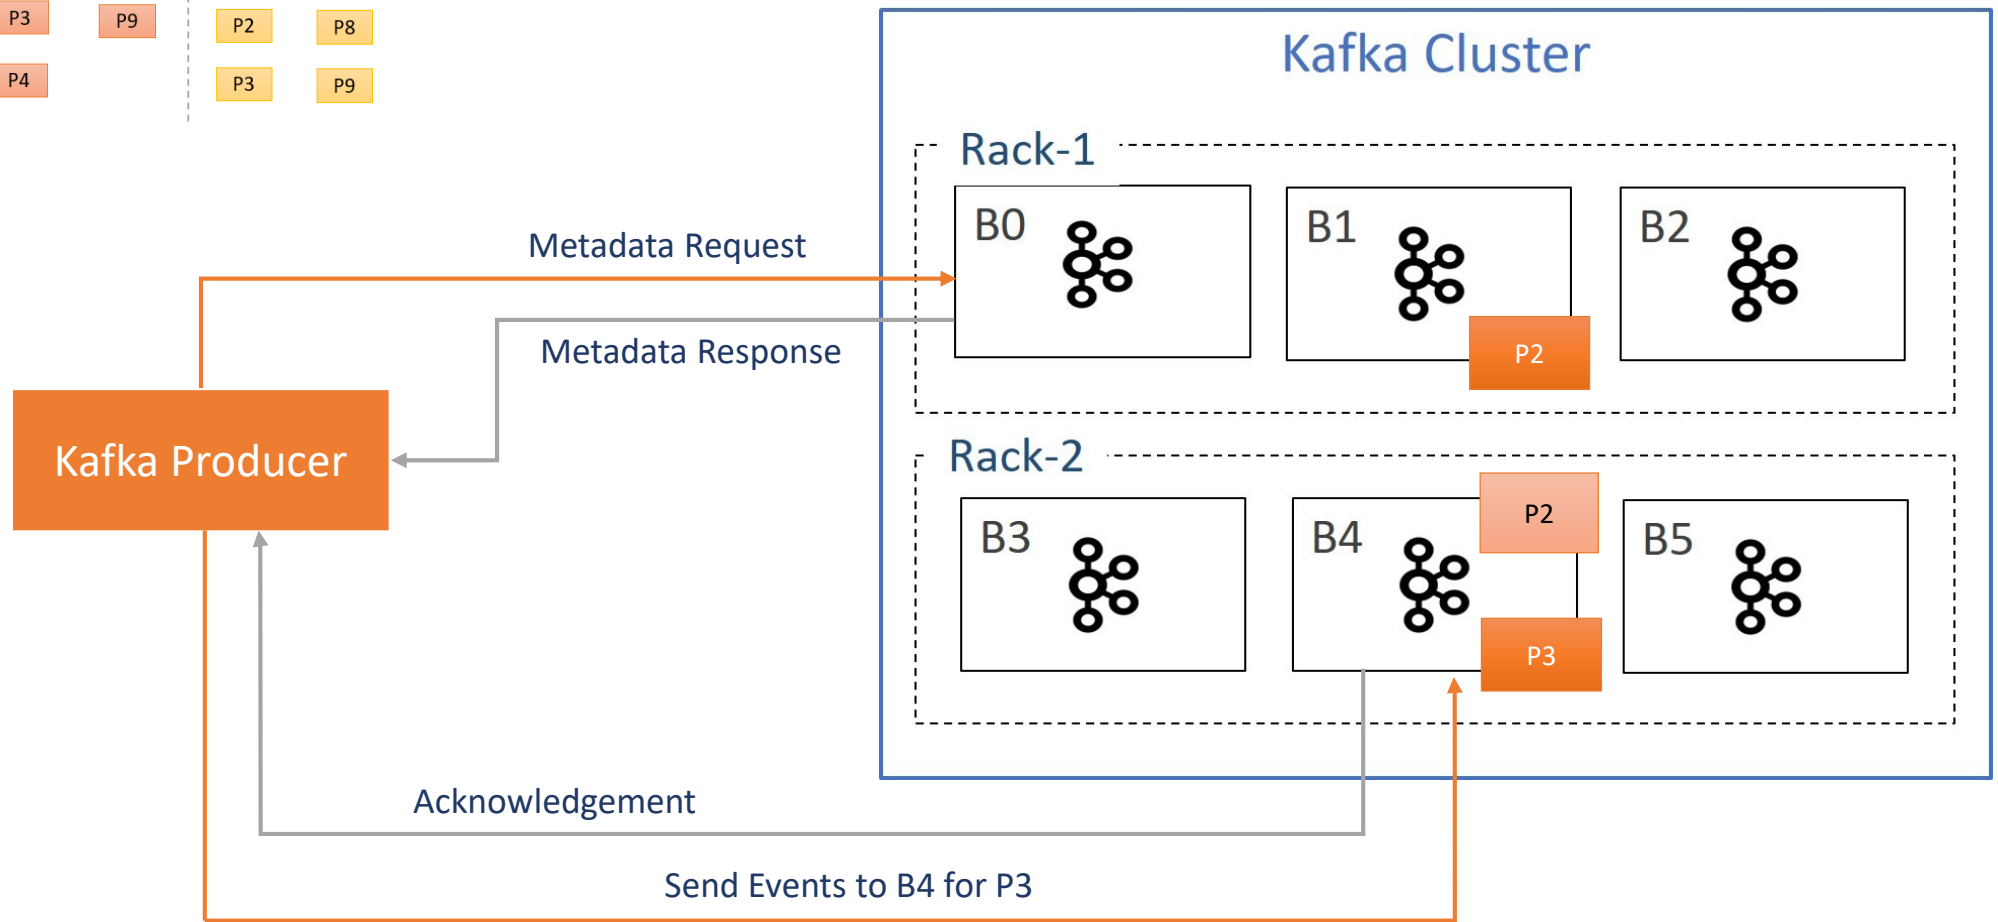 P3
P9
P2
P8
P4
P3
P9
Kafka Cluster
Rack-1
B0
B1
B2
Metadata Request
Metadata Response
P2
Kafka Producer
Rack-2
B3
B4
P2
B5
P3
Acknowledgement
Send Events to B4 for P3